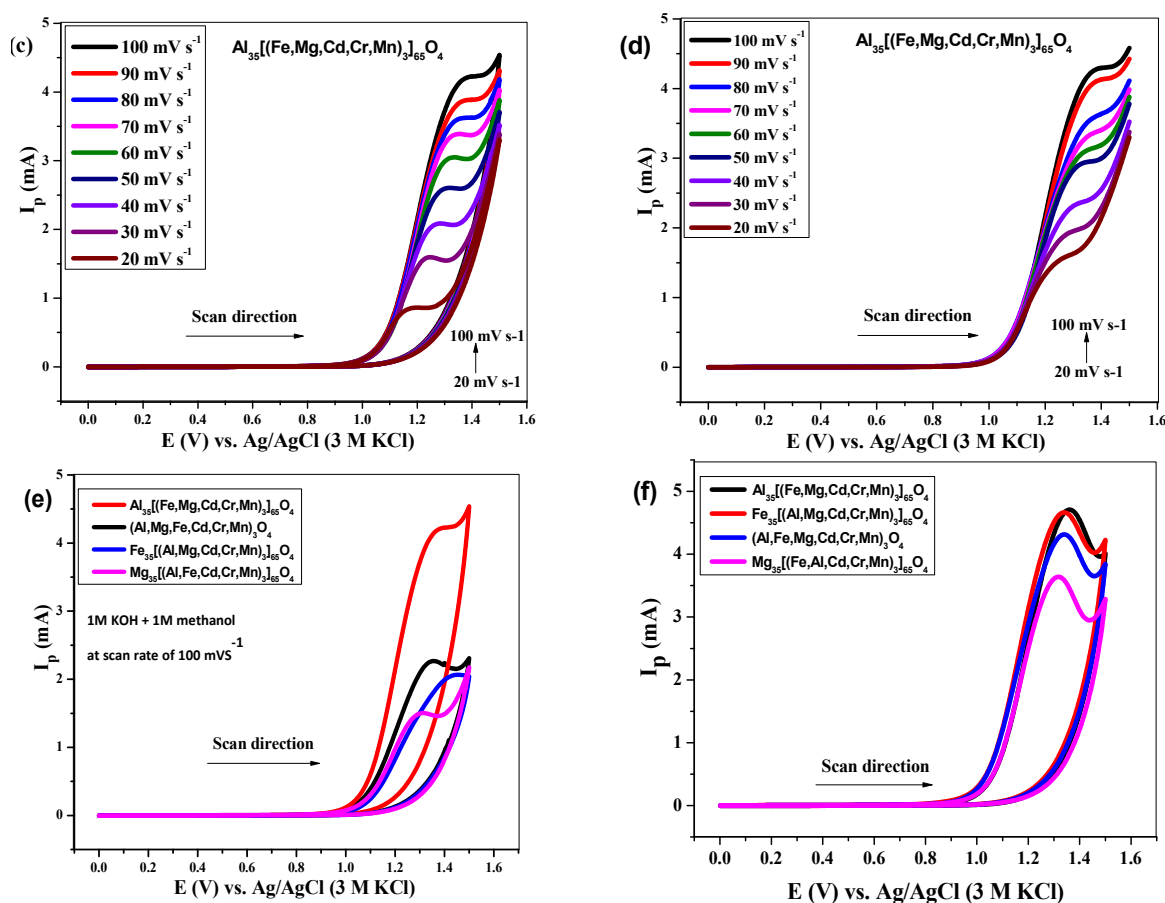 (c)
Al35[(Fe,Mg,Cd,Cr,Mn)3]65O4
100 mV s-1
90 mV s-1
80 mV s-1
70 mV s-1
60 mV s-1
50 mV s-1
40 mV s-1
30 mV s-1
20 mV s-1
Scan direction
100 mV s-1
20 mV s-1
5
4
3
2
1
0
Ip (mA)
0.0 0.2 0.4 0.6 0.8 1.0 1.2 1.4 1.6
E (V) vs. Ag/AgCl (3 M KCl)
(d)
Al35[(Fe,Mg,Cd,Cr,Mn)3]65O4
100 mV s-1
90 mV s-1
80 mV s-1
70 mV s-1
60 mV s-1
50 mV s-1
40 mV s-1
30 mV s-1
20 mV s-1
Scan direction
100 mV s-1
20 mV s-1
5
4
3
2
1
0
Ip (mA)
0.0 0.2 0.4 0.6 0.8 1.0 1.2 1.4 1.6
E (V) vs. Ag/AgCl (3 M KCl)
(e)
Al35[(Fe,Mg,Cd,Cr,Mn)3]65O4
(Al,Mg,Fe,Cd,Cr,Mn)3O4
Fe35[(Al,Mg,Cd,Cr,Mn)3]65O4
Mg35[(Al,Fe,Cd,Cr,Mn)3]65O4
1M KOH + 1M methanol
at scan rate of 100 mVS-1
Scan direction
5
4
3
2
1
0
Ip (mA)
0.0 0.2 0.4 0.6 0.8 1.0 1.2 1.4 1.6
E (V) vs. Ag/AgCl (3 M KCl)
(f)
Al35[(Fe,Mg,Cd,Cr,Mn)3]65O4
Fe35[(Al,Mg,Cd,Cr,Mn)3]65O4
(Al,Fe,Mg,Cd,Cr,Mn)3O4
Mg35[(Fe,Al,Cd,Cr,Mn)3]65O4
Scan direction
5
4
3
2
1
0
Ip (mA)
0.0 0.2 0.4 0.6 0.8 1.0 1.2 1.4 1.6
E (V) vs. Ag/AgCl (3 M KCl)